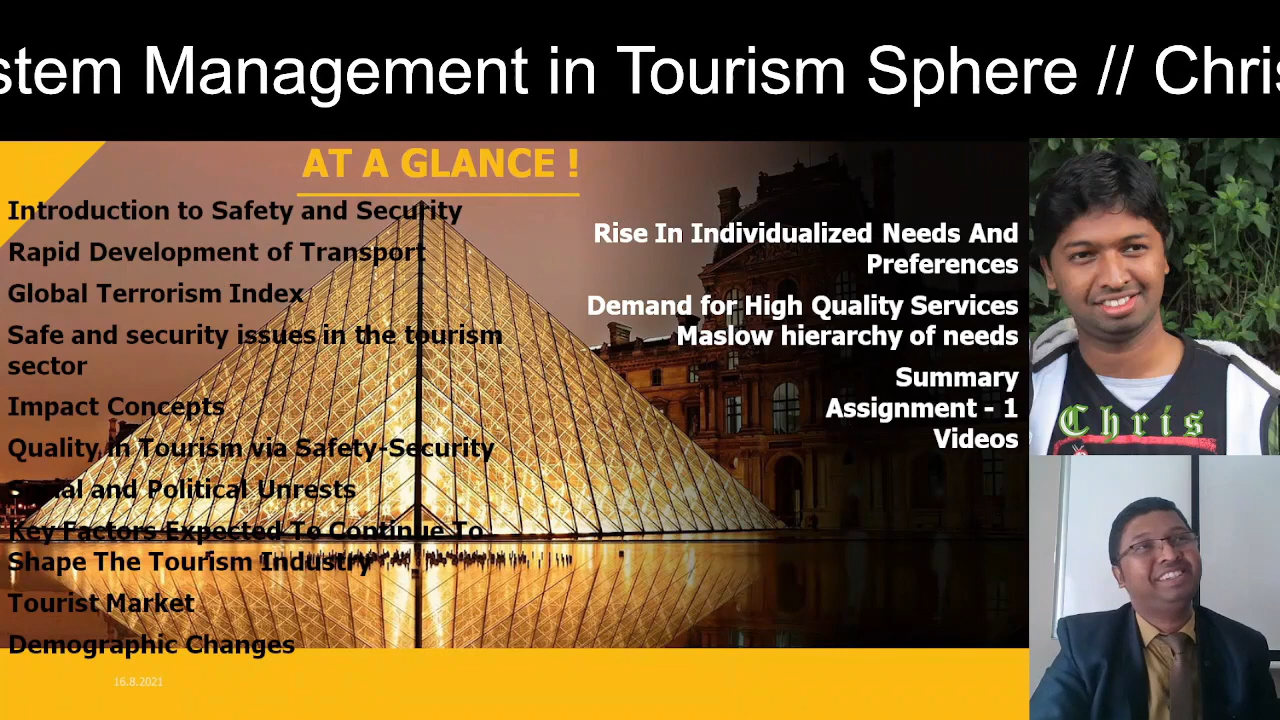 stem Management in Tourism Sphere // Chris
AT A GLANCE !
Introduction to Safety and Security
Rapid Development of Transport
Global Terrorism Index
Safe and security issues in the tourism
sector
Impact Concepts
Quality in Tourism via Safety-Security
Social and Political Unrests
Key Factors Expected To Continue To
Shape The Tourism Industry
Tourist Market
Demographic Changes
Rise In Individualized Needs And
Preferences
Demand for High Quality Services
Maslow hierarchy of needs
Summary
Assignment - 1
Videos
Chris
16.8.2021